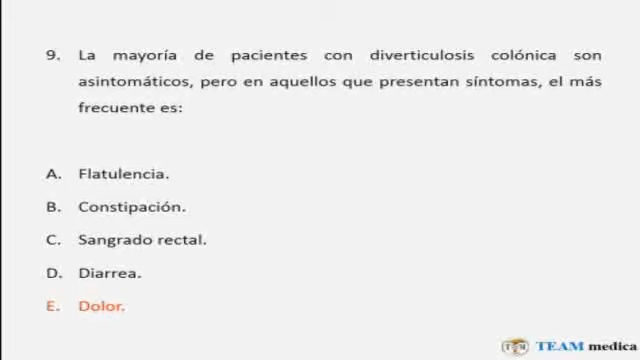 9. La mayoría de pacientes con diverticulosis colónica son
asintomáticos, pero en aquellos que presentan síntomas, el más
frecuente es:
A. Flatulencia.
B. Constipación.
C. Sangrado rectal.
D. Diarrea.
E. Dolor.
TEAM medica